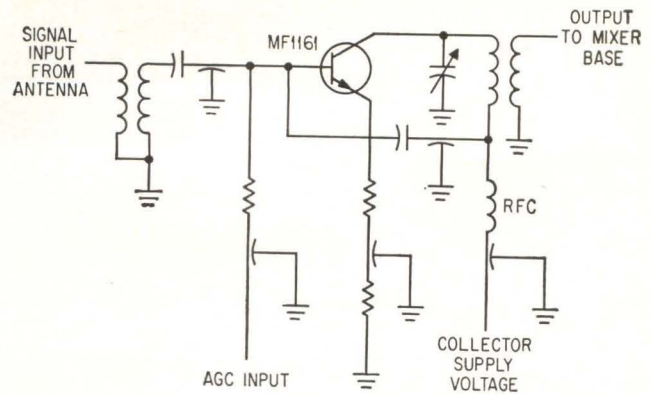 SIGNAL
INPUT
FROM
ANTENNA
MF1161
OUTPUT
TO MIXER
BASE
RFC
AGC INPUT
COLLECTOR
SUPPLY
VOLTAGE